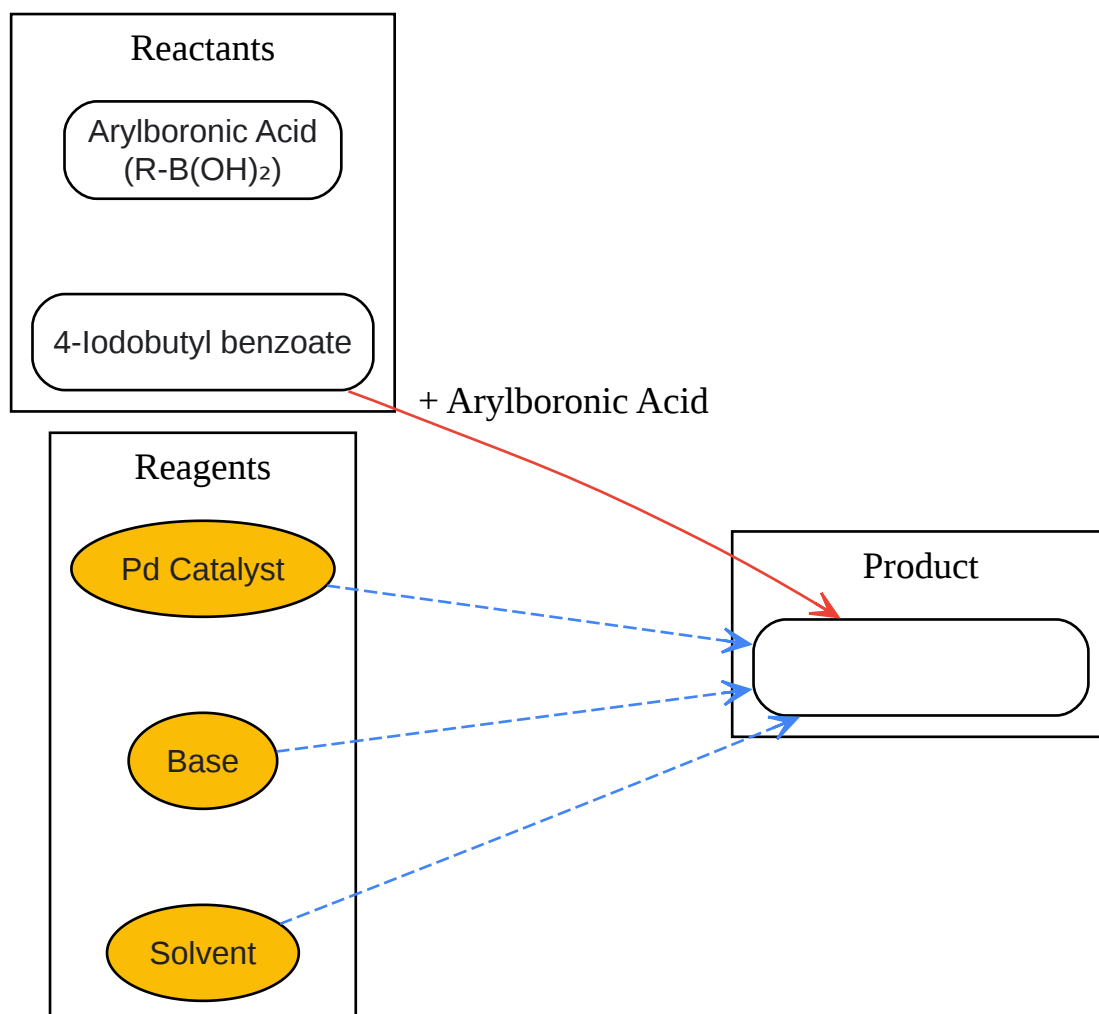 Reactants
Arylboronic Acid
(R-B(OH)₂)
4-Iodobutyl benzoate
+ Arylboronic Acid
Reagents
Pd Catalyst
Product
Base
Solvent